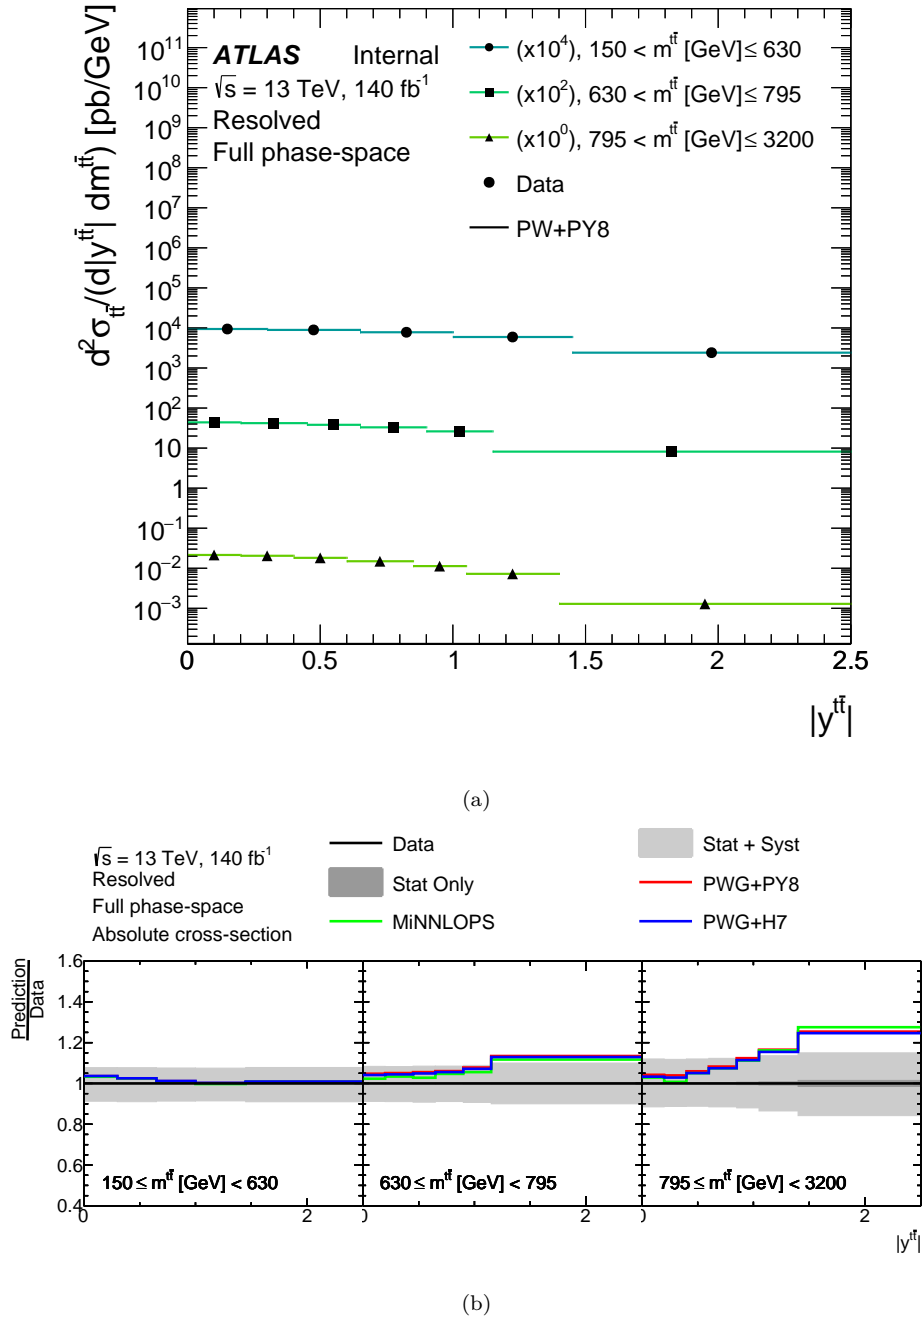 d²σ_tt̄/(d|y^tt̄| dm^tt̄) [pb/GeV]
ATLAS Internal
√s = 13 TeV, 140 fb⁻¹
Resolved
Full phase-space
(x10⁴), 150 < m^tt̄ [GeV] ≤ 630
(x10²), 630 < m^tt̄ [GeV] ≤ 795
(x10⁰), 795 < m^tt̄ [GeV] ≤ 3200
Data
PW+PY8
10¹¹
10¹⁰
10⁹
10⁸
10⁷
10⁶
10⁵
10⁴
10³
10²
10
1
10⁻¹
10⁻²
10⁻³
0 0.5 1 1.5 2 2.5
|y^tt̄|
(a)
√s = 13 TeV, 140 fb⁻¹
Resolved
Full phase-space
Absolute cross-section
Data
Stat Only
MiNNLOPS
Stat + Syst
PWG+PY8
PWG+H7
Prediction
Data
1.6
1.4
1.2
1
0.8
0.6
0.4
150 ≤ m^tt̄ [GeV] < 630
630 ≤ m^tt̄ [GeV] < 795
795 ≤ m^tt̄ [GeV] < 3200
0 2 0 2 0 2
|y^tt̄|
(b)